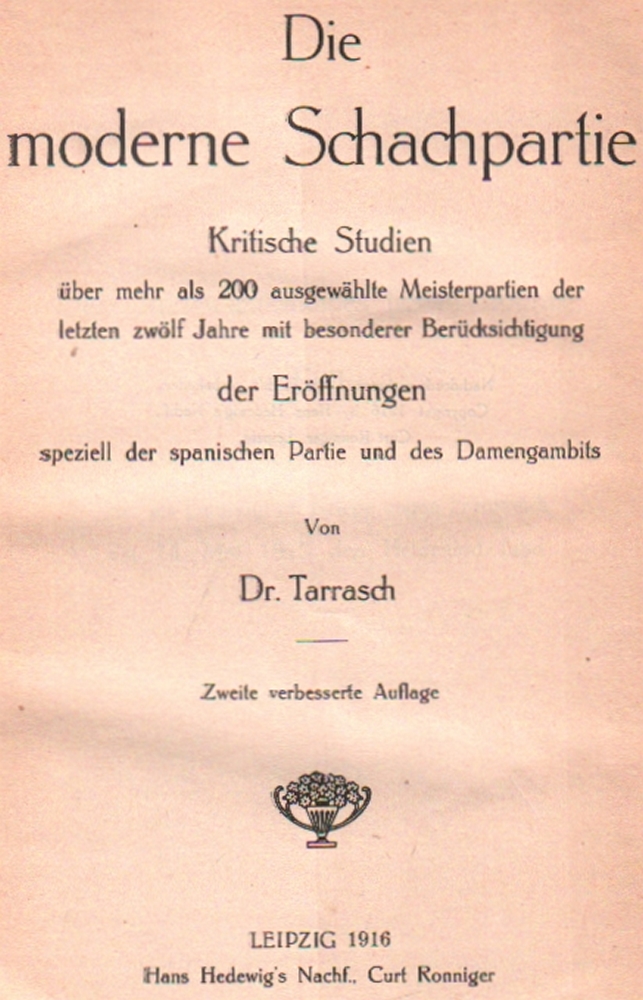 Die
moderne Schachpartie
Kritische Studien
über mehr als 200 ausgewählte Meisterpartien der
letzten zwölf Jahre mit besonderer Berücksichtigung
der Eröffnungen
speziell der spanischen Partie und des Damengambits
Von
Dr. Tarrasch
Zweite verbesserte Auflage
LEIPZIG 1916
Hans Hedewig's Nachf., Curt Ronniger